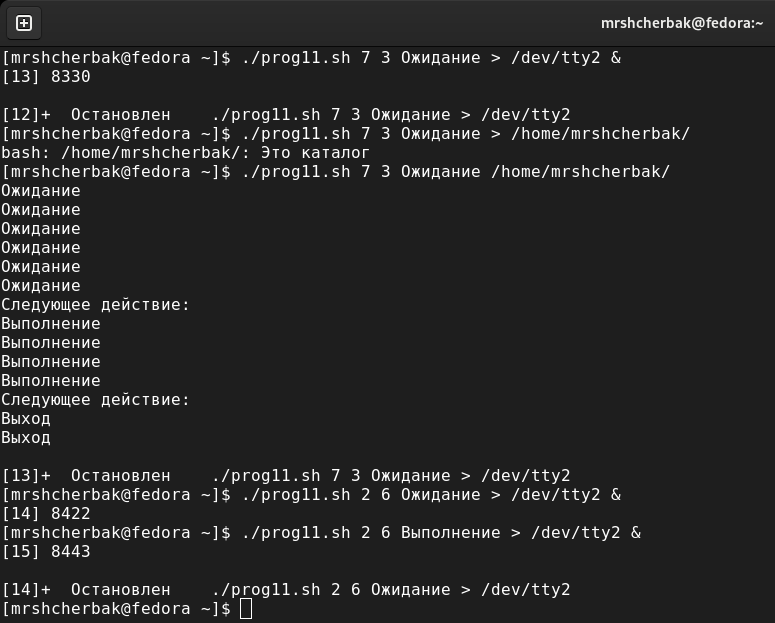 mrshcherbak@fedora:~
[mrshcherbak@fedora ~]$ ./prog11.sh 7 3 Ожидание > /dev/tty2 &
[13] 8330
[12]+  Остановлен    ./prog11.sh 7 3 Ожидание > /dev/tty2
[mrshcherbak@fedora ~]$ ./prog11.sh 7 3 Ожидание > /home/mrshcherbak/
bash: /home/mrshcherbak/: Это каталог
[mrshcherbak@fedora ~]$ ./prog11.sh 7 3 Ожидание /home/mrshcherbak/
Ожидание
Ожидание
Ожидание
Ожидание
Ожидание
Ожидание
Следующее действие:
Выполнение
Выполнение
Выполнение
Выполнение
Следующее действие:
Выход
Выход
[13]+  Остановлен    ./prog11.sh 7 3 Ожидание > /dev/tty2
[mrshcherbak@fedora ~]$ ./prog11.sh 2 6 Ожидание > /dev/tty2 &
[14] 8422
[mrshcherbak@fedora ~]$ ./prog11.sh 2 6 Выполнение > /dev/tty2 &
[15] 8443
[14]+  Остановлен    ./prog11.sh 2 6 Ожидание > /dev/tty2
[mrshcherbak@fedora ~]$